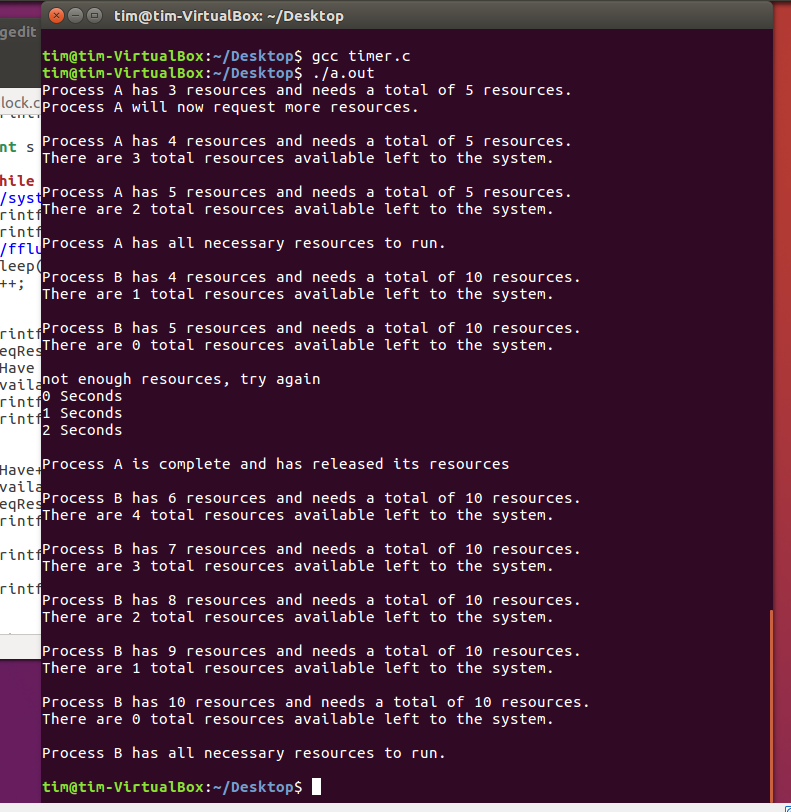 tim@tim-VirtualBox: ~/Desktop
gedit
lock.c
nt s
hile
/syst
rintf
rintf
/fflu
leep(
++;
rintf
eqRes
Have
vaila
rintf
rintf
Have+
vaila
eqRes
rintf
rintf
rintf
tim@tim-VirtualBox:~/Desktop$ gcc timer.c
tim@tim-VirtualBox:~/Desktop$ ./a.out
Process A has 3 resources and needs a total of 5 resources.
Process A will now request more resources.
Process A has 4 resources and needs a total of 5 resources.
There are 3 total resources available left to the system.
Process A has 5 resources and needs a total of 5 resources.
There are 2 total resources available left to the system.
Process A has all necessary resources to run.
Process B has 4 resources and needs a total of 10 resources.
There are 1 total resources available left to the system.
Process B has 5 resources and needs a total of 10 resources.
There are 0 total resources available left to the system.
not enough resources, try again
0 Seconds
1 Seconds
2 Seconds
Process A is complete and has released its resources
Process B has 6 resources and needs a total of 10 resources.
There are 4 total resources available left to the system.
Process B has 7 resources and needs a total of 10 resources.
There are 3 total resources available left to the system.
Process B has 8 resources and needs a total of 10 resources.
There are 2 total resources available left to the system.
Process B has 9 resources and needs a total of 10 resources.
There are 1 total resources available left to the system.
Process B has 10 resources and needs a total of 10 resources.
There are 0 total resources available left to the system.
Process B has all necessary resources to run.
tim@tim-VirtualBox:~/Desktop$